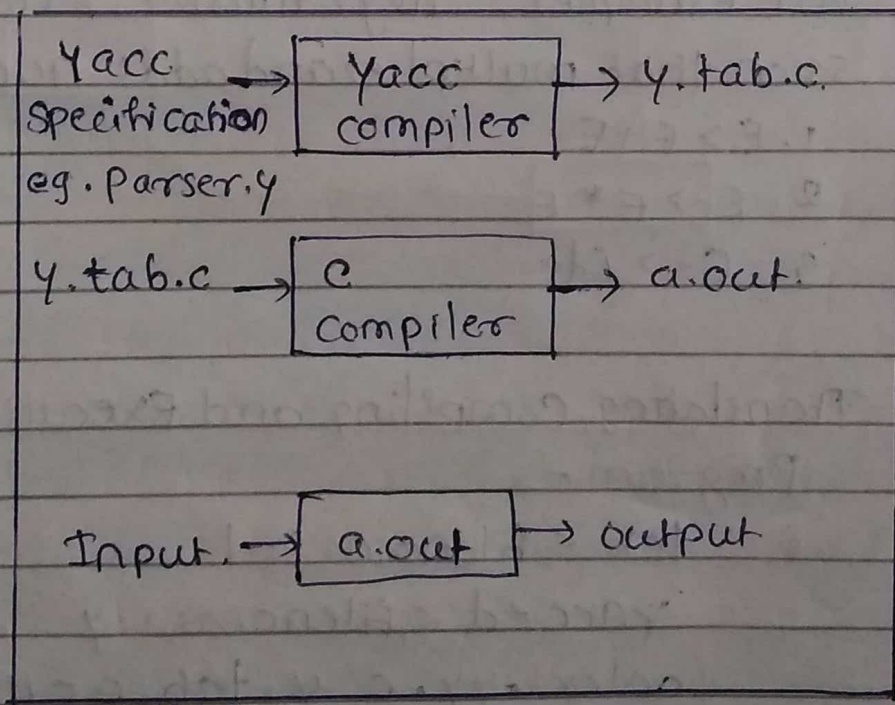 Yacc → Yacc → y.tab.c.
specification compiler
eg. Parser.y
y.tab.c → C → a.out.
compiler
Input. → a.out → output